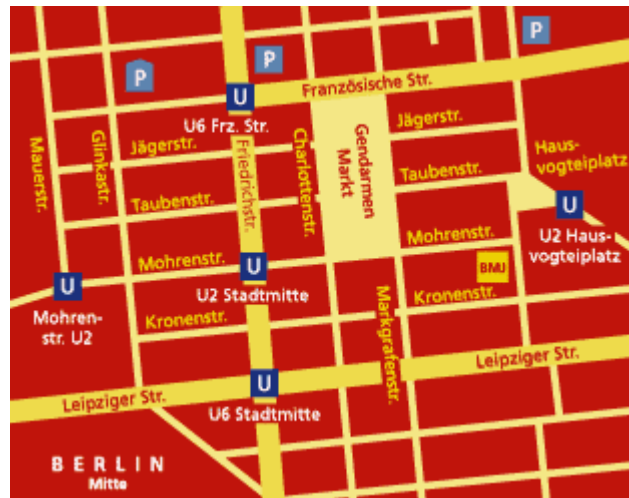 P
P
P
Französische Str.
U
U6 Frz. Str.
Mauerstr.
Glinkastr.
Jägerstr.
Friedrichstr.
Charlottenstr.
Gendarmen
Markt
Jägerstr.
Haus-
vogteiplatz
Taubenstr.
Taubenstr.
U
U2 Haus-
vogteiplatz
Mohrenstr.
Mohrenstr.
U
U2 Stadtmitte
BMJ
U
Mohren-
str. U2
Kronenstr.
Kronenstr.
Markgrafenstr.
Leipziger Str.
Leipziger Str.
U
U6 Stadtmitte
BERLIN
Mitte